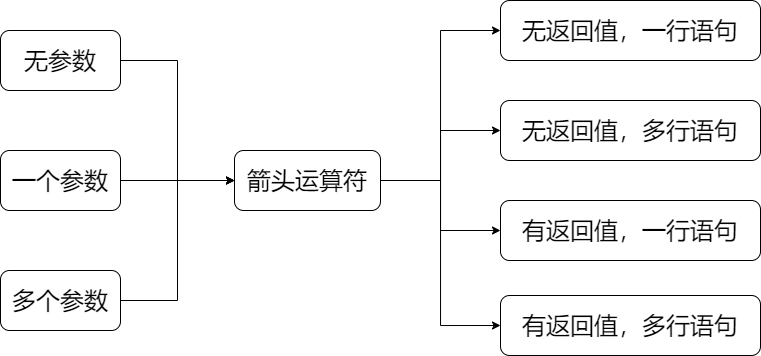 无参数
一个参数
多个参数
箭头运算符
无返回值，一行语句
无返回值，多行语句
有返回值，一行语句
有返回值，多行语句